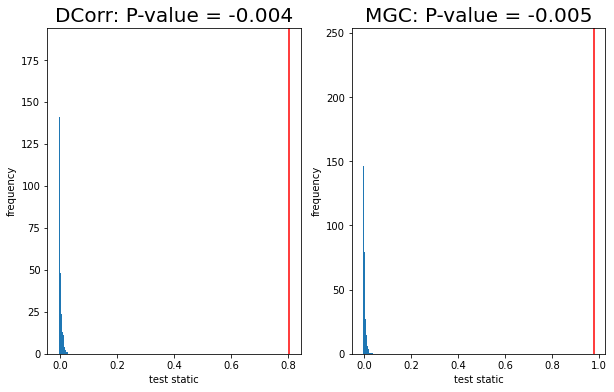 DCorr: P-value = -0.004
175
150
125
100
75
50
25
0
frequency
0.0 0.2 0.4 0.6 0.8
test static
MGC: P-value = -0.005
250
200
150
100
50
0
frequency
0.0 0.2 0.4 0.6 0.8 1.0
test static